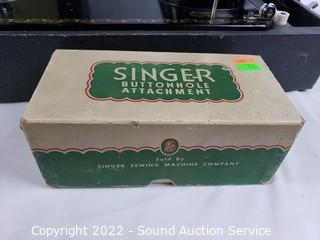 SINGER
BUTTONHOLE
ATTACHMENT
Sold By
SINGER SEWING MACHINE COMPANY
Copyright 2022 - Sound Auction Service